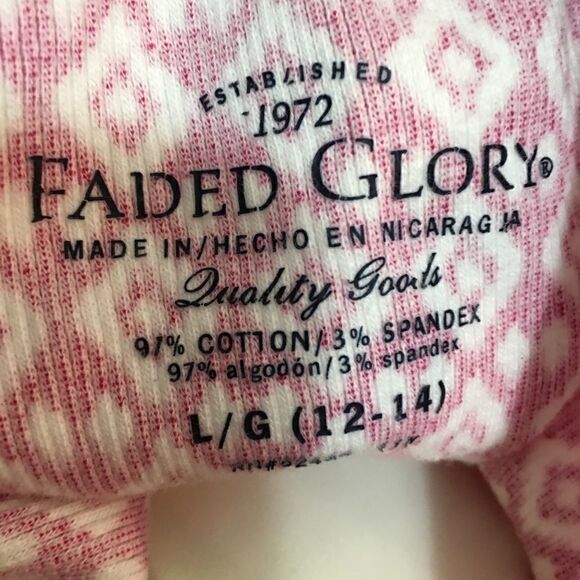 ESTABLISHED
-1972
FADED GLORY®
MADE IN/HECHO EN NICARAGUA
Quality Goods
97% COTTON/3% SPANDEX
97% algodón/3% spandex
L/G (12-14)